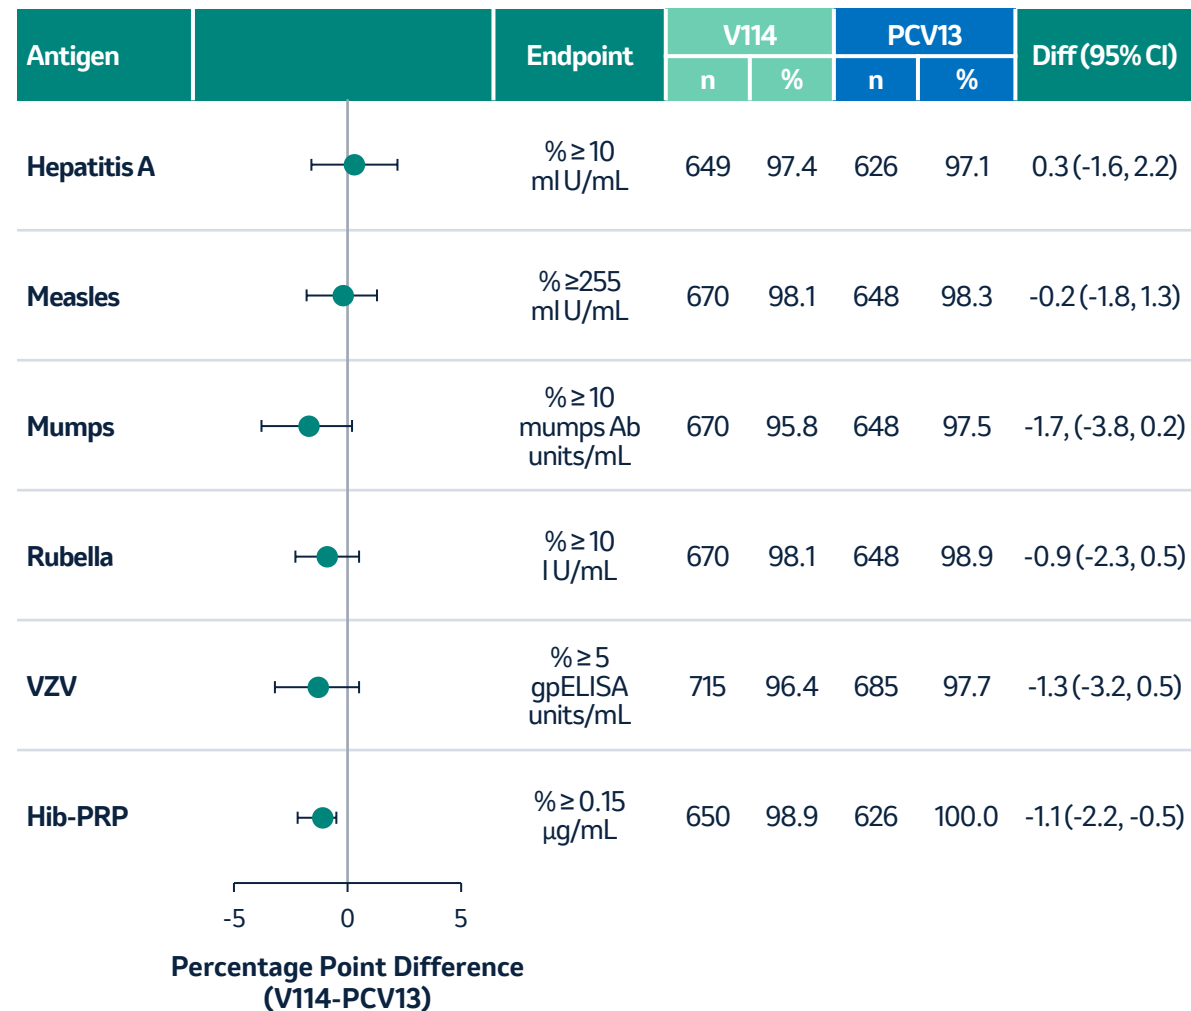 Antigen Endpoint V114 PCV13 Diff (95% CI)
n % n %
Hepatitis A % ≥ 10 649 97.4 626 97.1 0.3 (-1.6, 2.2)
mlU/mL
Measles % ≥255 670 98.1 648 98.3 -0.2 (-1.8, 1.3)
mlU/mL
% ≥ 10
Mumps mumps Ab 670 95.8 648 97.5 -1.7, (-3.8, 0.2)
units/mL
Rubella % ≥ 10 670 98.1 648 98.9 -0.9 (-2.3, 0.5)
lU/mL
% ≥ 5
VZV gpELISA 715 96.4 685 97.7 -1.3 (-3.2, 0.5)
units/mL
Hib-PRP % ≥ 0.15 650 98.9 626 100.0 -1.1 (-2.2, -0.5)
µg/mL
-5 0 5
Percentage Point Difference
(V114-PCV13)